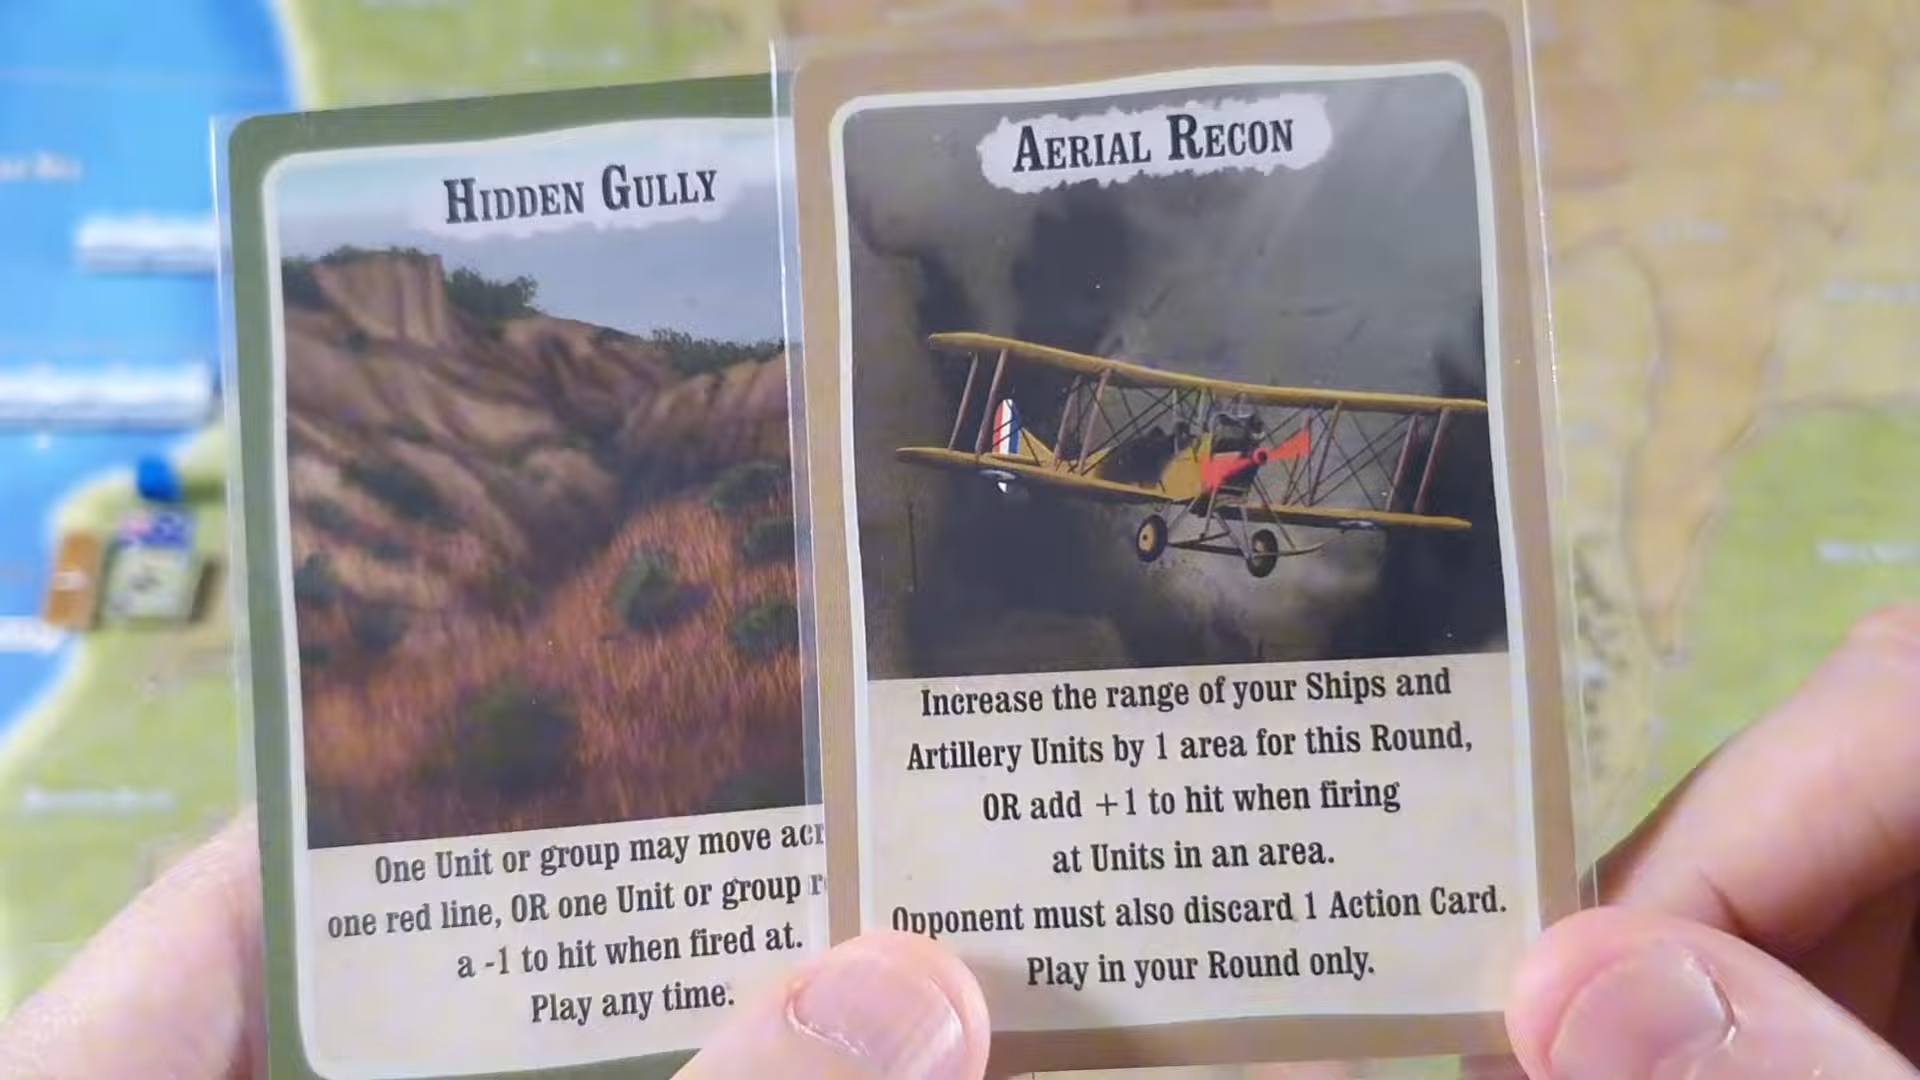 HIDDEN GULLY
One Unit or group may move
one red line, OR one Unit or group
a -1 to hit when fired at.
Play any time.
AERIAL RECON
Increase the range of your Ships and
Artillery Units by 1 area for this Round,
OR add +1 to hit when firing
at Units in an area.
Opponent must also discard 1 Action Card.
Play in your Round only.